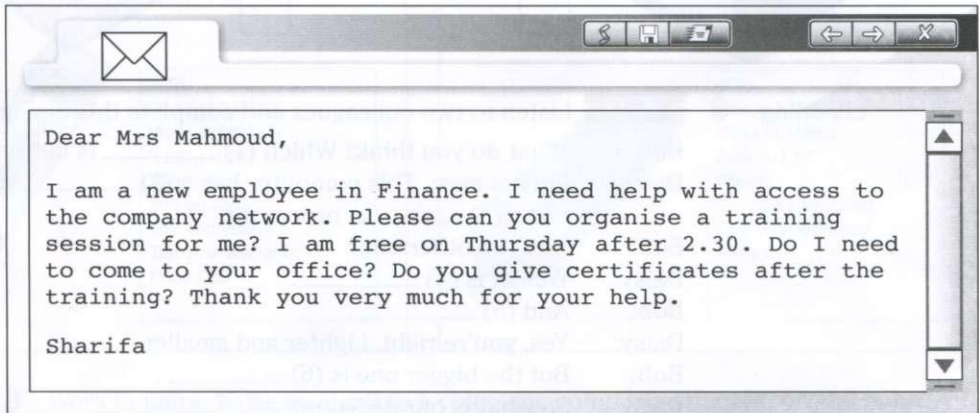 Dear Mrs Mahmoud,
I am a new employee in Finance. I need help with access to
the company network. Please can you organise a training
session for me? I am free on Thursday after 2.30. Do I need
to come to your office? Do you give certificates after the
training? Thank you very much for your help.
Sharifa